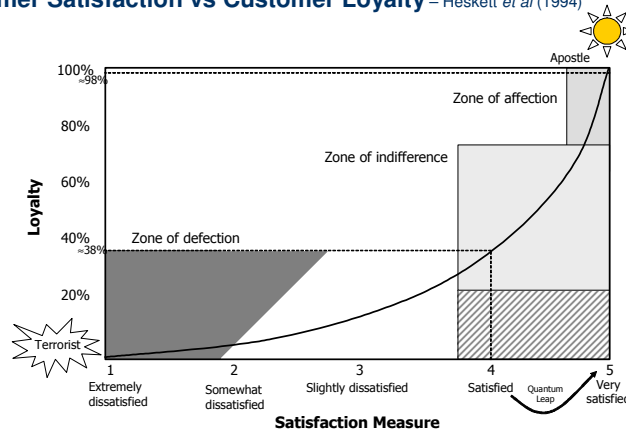 mer Satisfaction vs Customer Loyalty – Heskett et al (1994)
Apostle
100%
≈98%
Zone of affection
80%
Zone of indifference
60%
Loyalty
40%
≈38%
Zone of defection
20%
Terrorist
1 2 3 4 5
Extremely
dissatisfied
Somewhat
dissatisfied
Slightly dissatisfied
Satisfied
Quantum
Leap
Very
satisfied
Satisfaction Measure